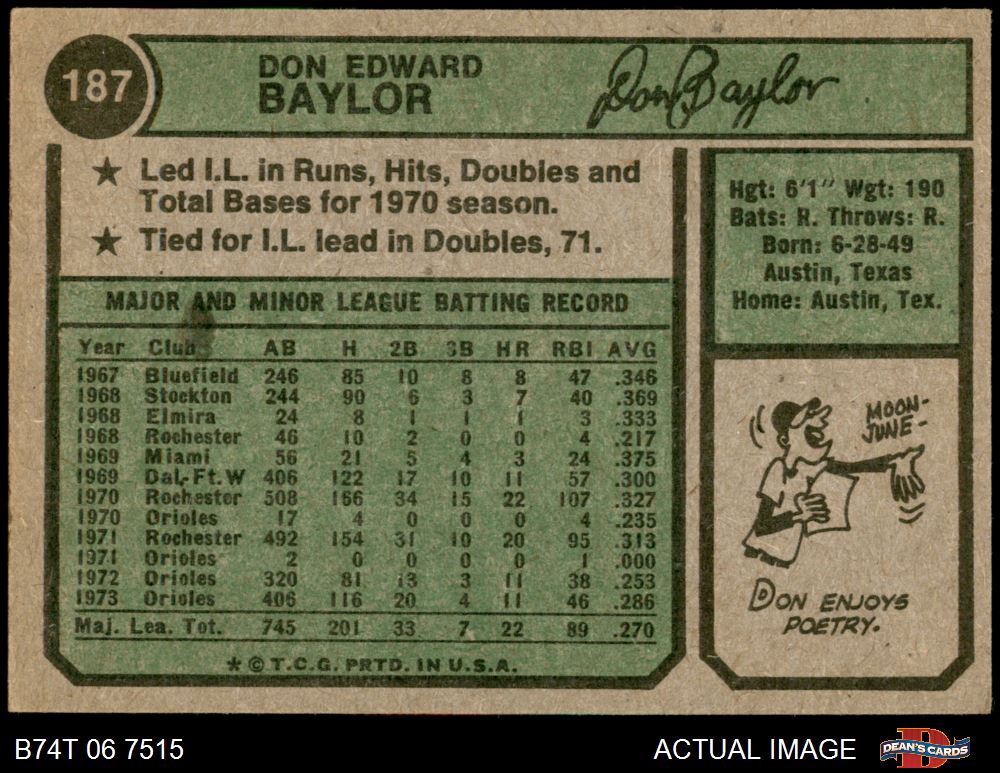 187
DON EDWARD
BAYLOR
Don Baylor
★ Led I.L. in Runs, Hits, Doubles and
Total Bases for 1970 season.
★ Tied for I.L. lead in Doubles, 71.
Hgt: 6'1" Wgt: 190
Bats: R. Throws: R.
Born: 6-28-49
Austin, Texas
Home: Austin, Tex.
MAJOR AND MINOR LEAGUE BATTING RECORD
Year Club AB H 2B 3B HR RBI AVG
1967 Bluefield 246 85 10 8 8 47 .346
1968 Stockton 244 90 6 3 7 40 .369
1968 Elmira 24 8 1 1 1 3 .333
1968 Rochester 46 10 2 0 0 4 .217
1969 Miami 56 21 5 4 3 24 .375
1969 Dal.-Ft. W 406 122 17 10 11 57 .300
1970 Rochester 508 166 34 15 22 107 .327
1970 Orioles 17 4 0 0 0 4 .235
1971 Rochester 492 154 31 10 20 95 .313
1971 Orioles 2 0 0 0 0 1 .000
1972 Orioles 320 81 13 3 11 38 .253
1973 Orioles 406 116 20 4 11 46 .286
Maj. Lea. Tot. 745 201 33 7 22 89 .270
★ © T.C.G. PRTD. IN U.S.A.
MOON-
JUNE-
DON ENJOYS
POETRY.
B74T 06 7515
ACTUAL IMAGE
DEAN'S CARDS